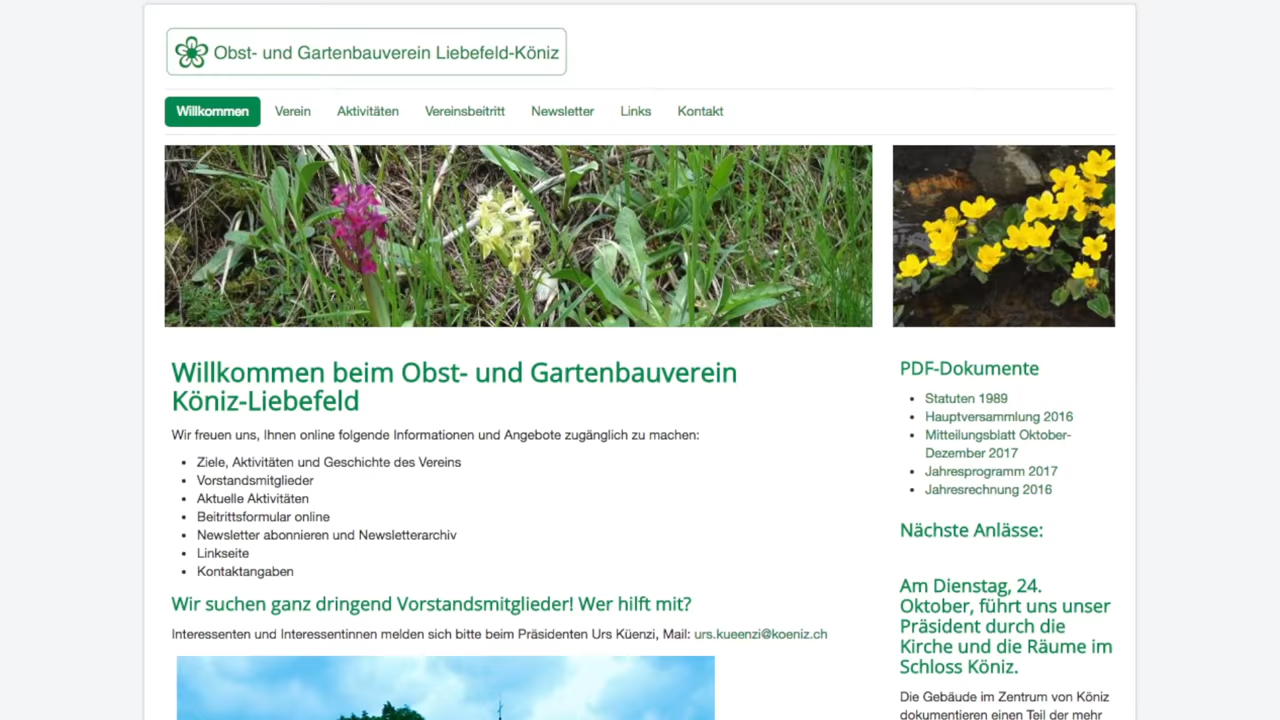 Obst- und Gartenbauverein Liebefeld-Köniz
Willkommen Verein Aktivitäten Vereinsbeitritt Newsletter Links Kontakt
Willkommen beim Obst- und Gartenbauverein
Köniz-Liebefeld
Wir freuen uns, Ihnen online folgende Informationen und Angebote zugänglich zu machen:
• Ziele, Aktivitäten und Geschichte des Vereins
• Vorstandsmitglieder
• Aktuelle Aktivitäten
• Beitrittsformular online
• Newsletter abonnieren und Newsletterarchiv
• Linkseite
• Kontaktangaben
Wir suchen ganz dringend Vorstandsmitglieder! Wer hilft mit?
Interessenten und Interessentinnen melden sich bitte beim Präsidenten Urs Küenzi, Mail: urs.kueenzi@koeniz.ch
PDF-Dokumente
• Statuten 1989
• Hauptversammlung 2016
• Mitteilungsblatt Oktober-
Dezember 2017
• Jahresprogramm 2017
• Jahresrechnung 2016
Nächste Anlässe:
Am Dienstag, 24.
Oktober, führt uns unser
Präsident durch die
Kirche und die Räume im
Schloss Köniz.
Die Gebäude im Zentrum von Köniz
dokumentieren einen Teil der mehr